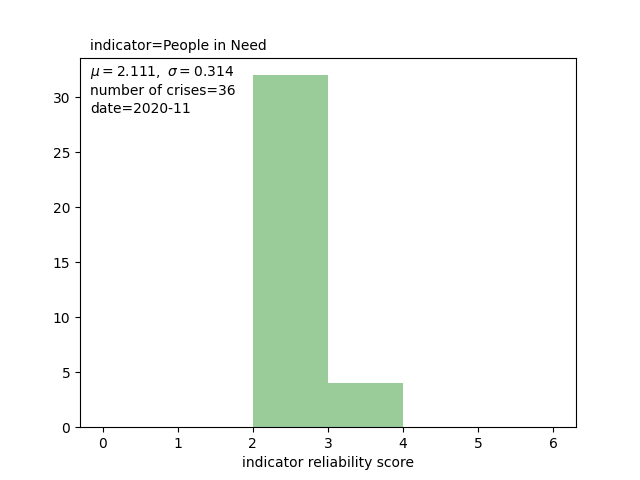 indicator=People in Need
μ = 2.111, σ = 0.314
number of crises=36
date=2020-11
30
25
20
15
10
5
0
0 1 2 3 4 5 6
indicator reliability score